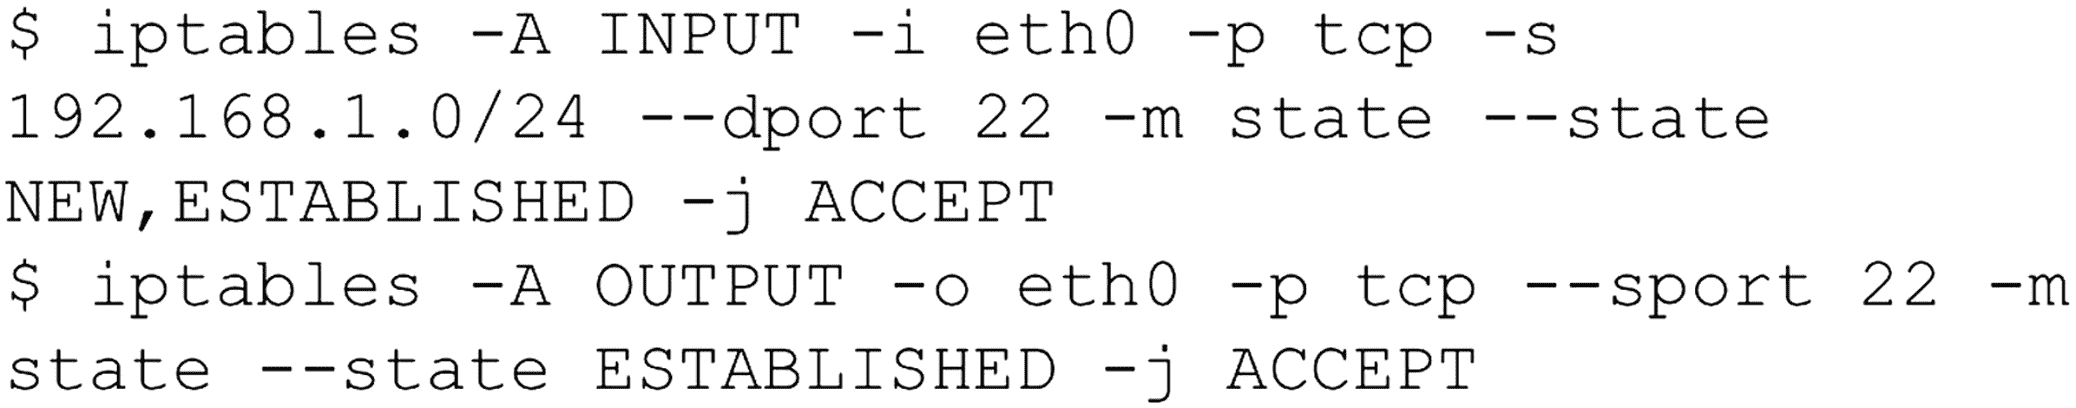 $ iptables -A INPUT -i eth0 -p tcp -s
192.168.1.0/24 --dport 22 -m state --state
NEW,ESTABLISHED -j ACCEPT
$ iptables -A OUTPUT -o eth0 -p tcp --sport 22 -m
state --state ESTABLISHED -j ACCEPT